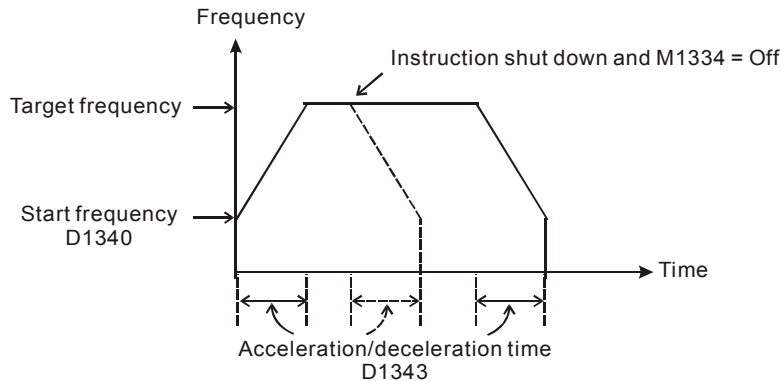 Frequency
Instruction shut down and M1334 = Off
Target frequency
Start frequency
D1340
Time
Acceleration/deceleration time
D1343